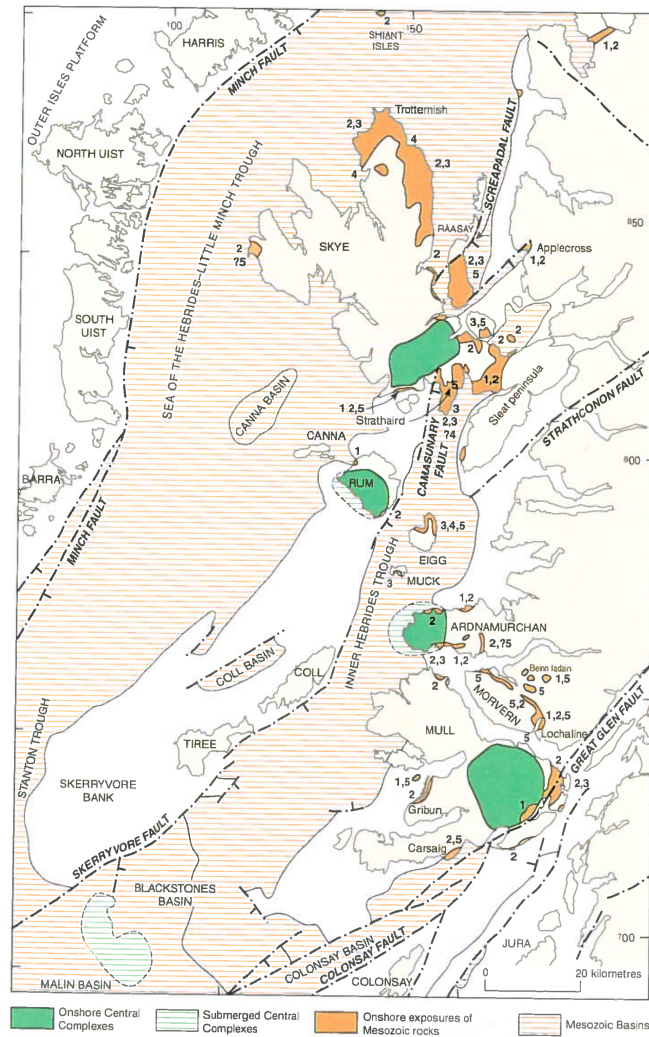 100
150
HARRIS
2
SHIANT
ISLES
1,2
MINCH FAULT
OUTER ISLES PLATFORM
Trotternish
2,3
4
2,3
4
SCREAPADAL FAULT
NORTH UIST
RAASAY
850
SKYE
2
?5
2
2,3
5
Applecross
1,2
SEA OF THE HEBRIDES–LITTLE MINCH TROUGH
SOUTH
UIST
3,5
2
2
2
1,2
5
1 2,5
Strathaird
3
2,3
?4
Sleat peninsula
STRATHCONON FAULT
CANNA BASIN
CANNA
1
CAMASUNARY
FAULT
800
BARRA
RUM
2
MINCH FAULT
3,4,5
EIGG
3
MUCK
INNER HEBRIDES TROUGH
1,2
2
ARDNAMURCHAN
2,?5
2,3
1,2
2
Benn Iadain
1,5
5
5
5,2
MORVERN
1,2,5
Lochaline
5
COLL BASIN
COLL
MULL
GREAT GLEN FAULT
TIREE
STANTON TROUGH
SKERRYVORE
BANK
1,5
2
Gribun
2
2,3
1
SKERRYVORE FAULT
Carsaig
2,5
2
BLACKSTONES
BASIN
COLONSAY BASIN
COLONSAY FAULT
JURA
700
MALIN BASIN
COLONSAY
0
20 kilometres
Onshore Central
Complexes
Submerged Central
Complexes
Onshore exposures of
Mesozoic rocks
Mesozoic Basins